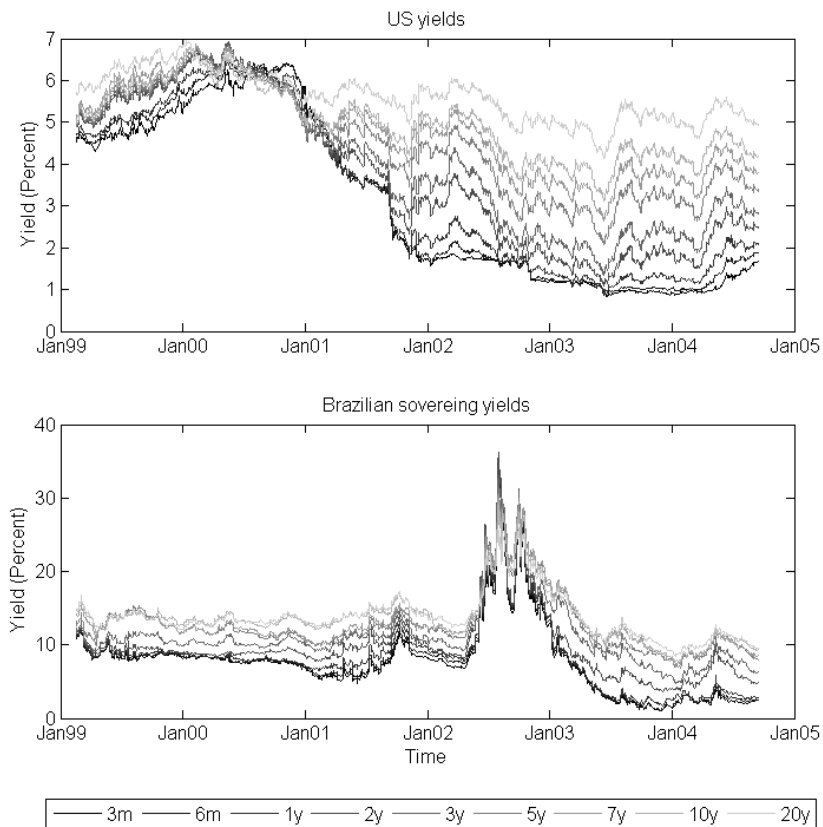 US yields
7
6
5
4
3
2
1
0
Yield (Percent)
Jan99 Jan00 Jan01 Jan02 Jan03 Jan04 Jan05
Brazilian sovereing yields
40
30
20
10
0
Yield (Percent)
Jan99 Jan00 Jan01 Jan02 Jan03 Jan04 Jan05
Time
3m 6m 1y 2y 3y 5y 7y 10y 20y